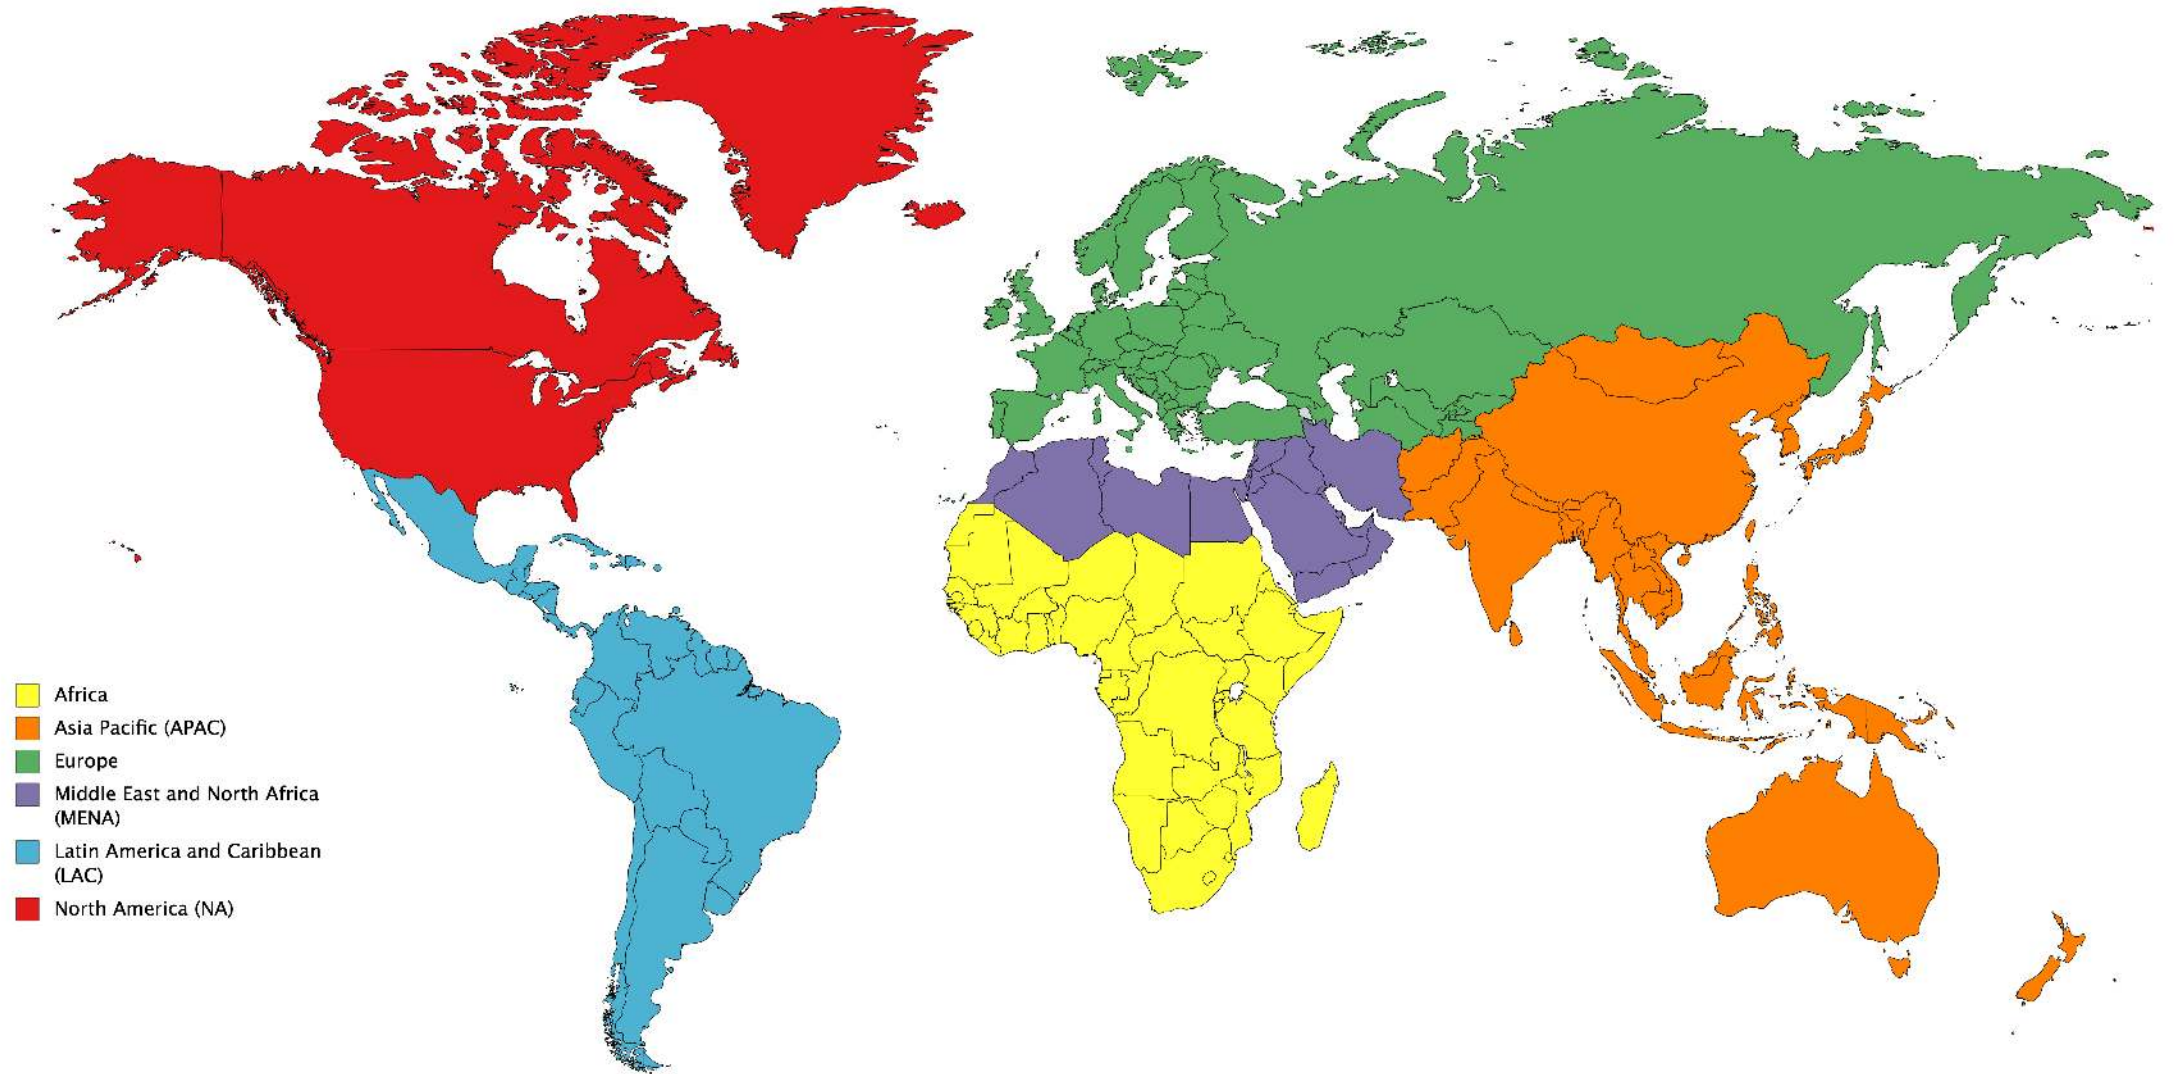 Africa
Asia Pacific (APAC)
Europe
Middle East and North Africa
(MENA)
Latin America and Caribbean
(LAC)
North America (NA)